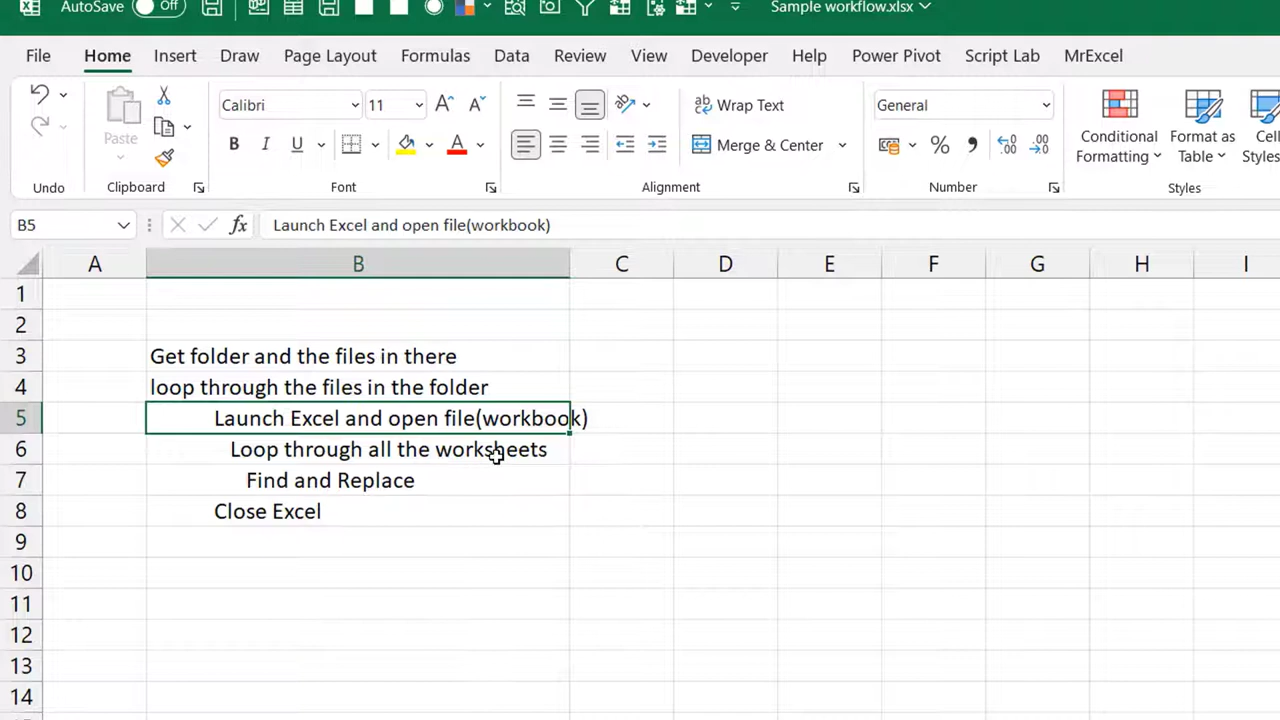 AutoSave Off Sample workflow.xlsx
File Home Insert Draw Page Layout Formulas Data Review View Developer Help Power Pivot Script Lab MrExcel
Calibri 11 Wrap Text General
Paste Conditional Format as Cell
B I U A Merge & Center % Formatting Table Styles
Undo Clipboard Font Alignment Number Styles
B5 fx Launch Excel and open file(workbook)
A B C D E F G H I
1
2
3 Get folder and the files in there
4 loop through the files in the folder
5 Launch Excel and open file(workbook)
6 Loop through all the worksheets
7 Find and Replace
8 Close Excel
9
10
11
12
13
14